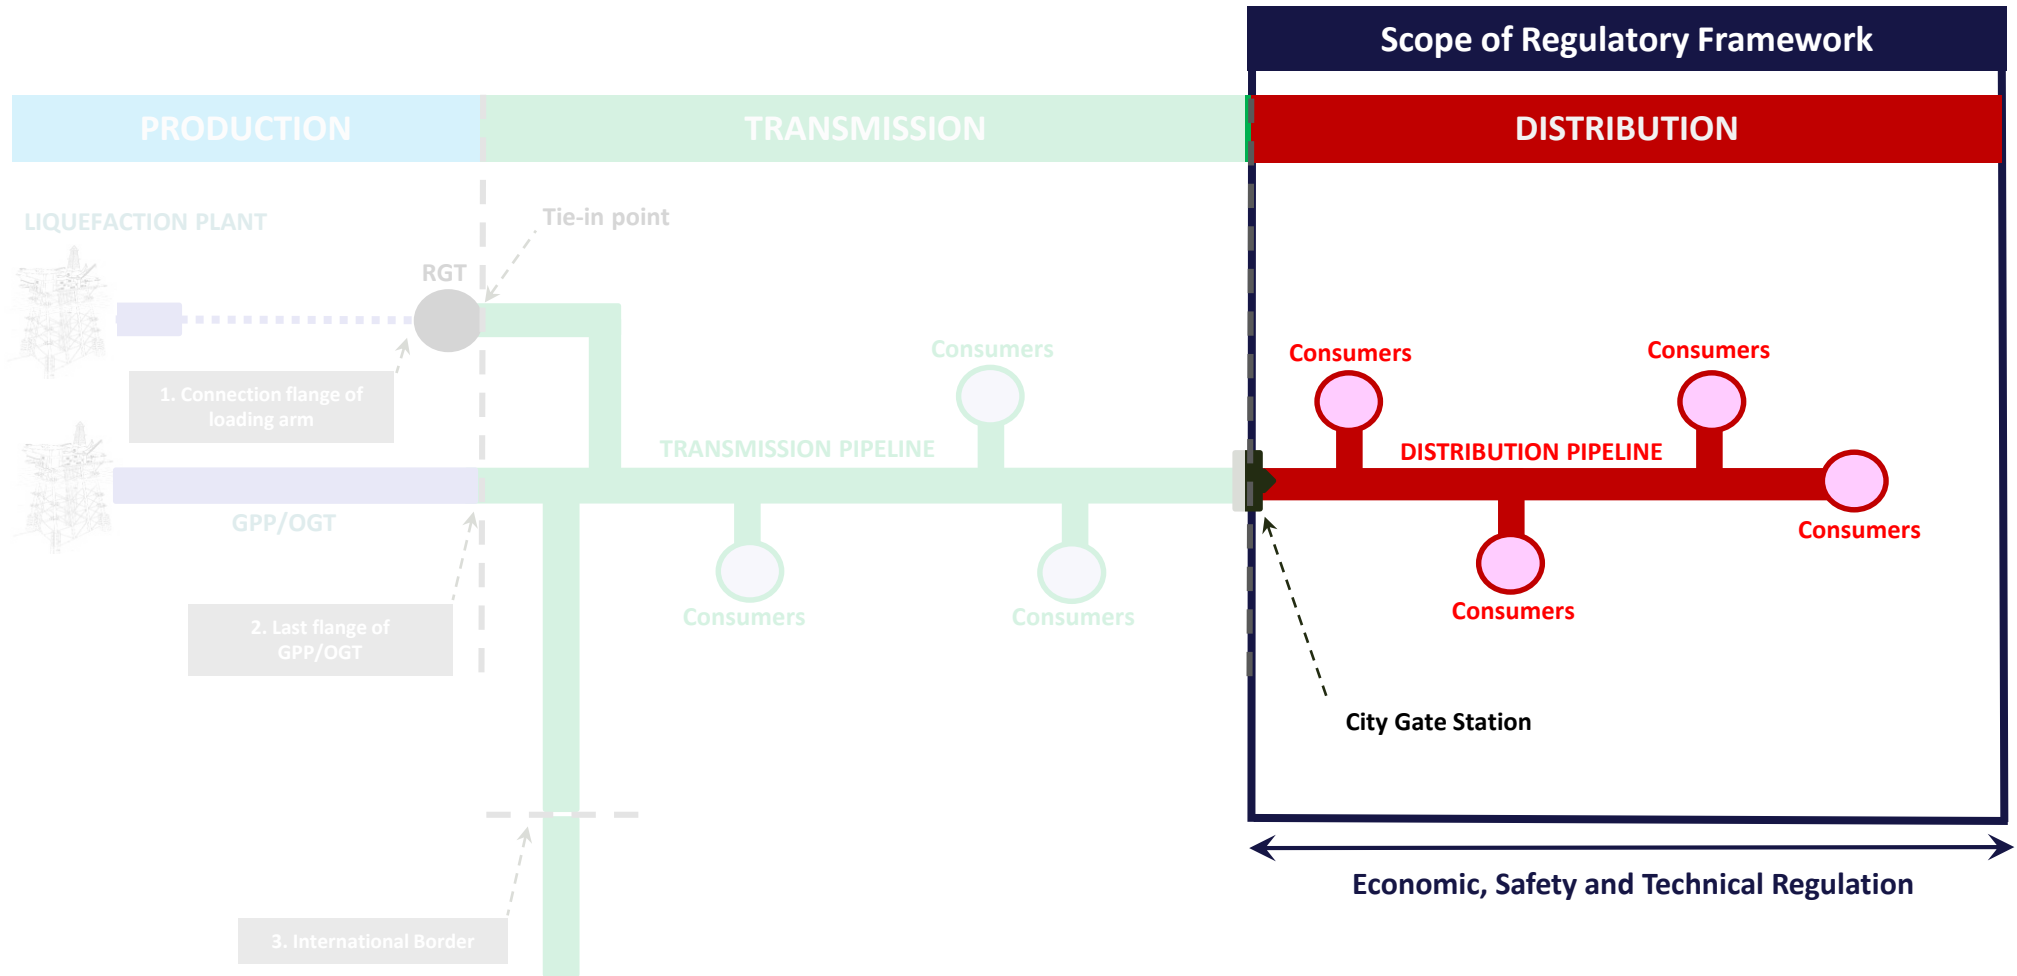 Scope of Regulatory Framework
PRODUCTION
TRANSMISSION
DISTRIBUTION
LIQUEFACTION PLANT
Tie-in point
RGT
1. Connection flange of
loading arm
Consumers
Consumers
Consumers
TRANSMISSION PIPELINE
DISTRIBUTION PIPELINE
GPP/OGT
Consumers
Consumers
Consumers
Consumers
2. Last flange of
GPP/OGT
City Gate Station
Economic, Safety and Technical Regulation
3. International Border